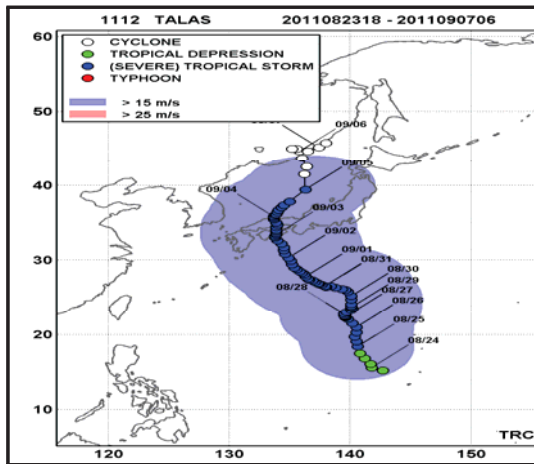 1112 TALAS 2011082318 - 2011090706
60
CYCLONE
TROPICAL DEPRESSION
(SEVERE) TROPICAL STORM
TYPHOON
> 15 m/s
> 25 m/s
50
09/06
09/05
40
09/04
09/03
09/02
30
09/01
08/31
08/30
08/29
08/28
08/27
08/26
20
08/25
08/24
10
TRC
120 130 140 150